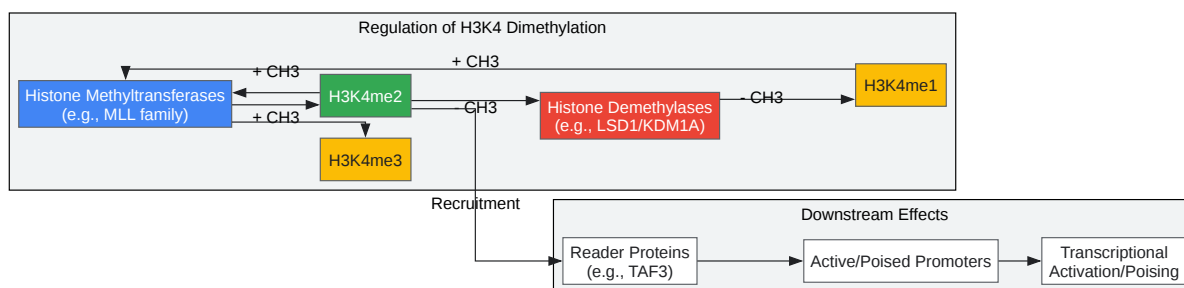 Regulation of H3K4 Dimethylation
+ CH3
+ CH3
H3K4me1
Histone Methyltransferases
(e.g., MLL family)
H3K4me2
- CH3
Histone Demethylases
(e.g., LSD1/KDM1A)
- CH3
+ CH3
H3K4me3
Recruitment
Downstream Effects
Reader Proteins
(e.g., TAF3)
Active/Poised Promoters
Transcriptional
Activation/Poising